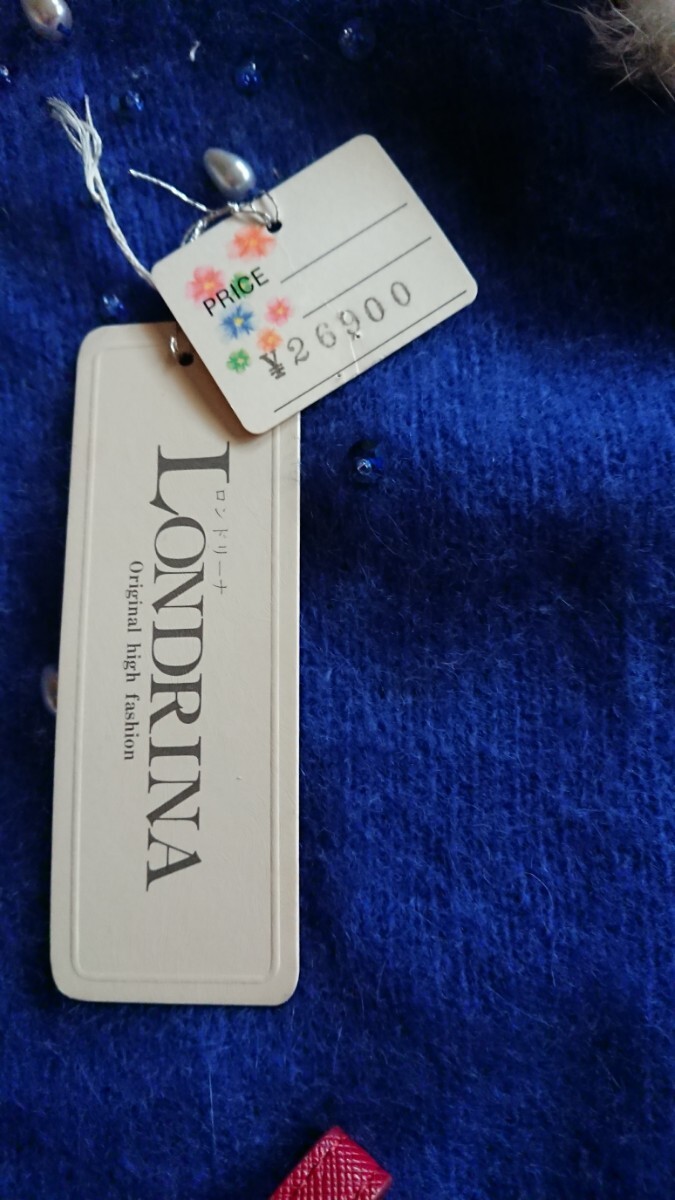 PRICE
¥26900
ロンドリーナ
LONDRINA
Original high fashion